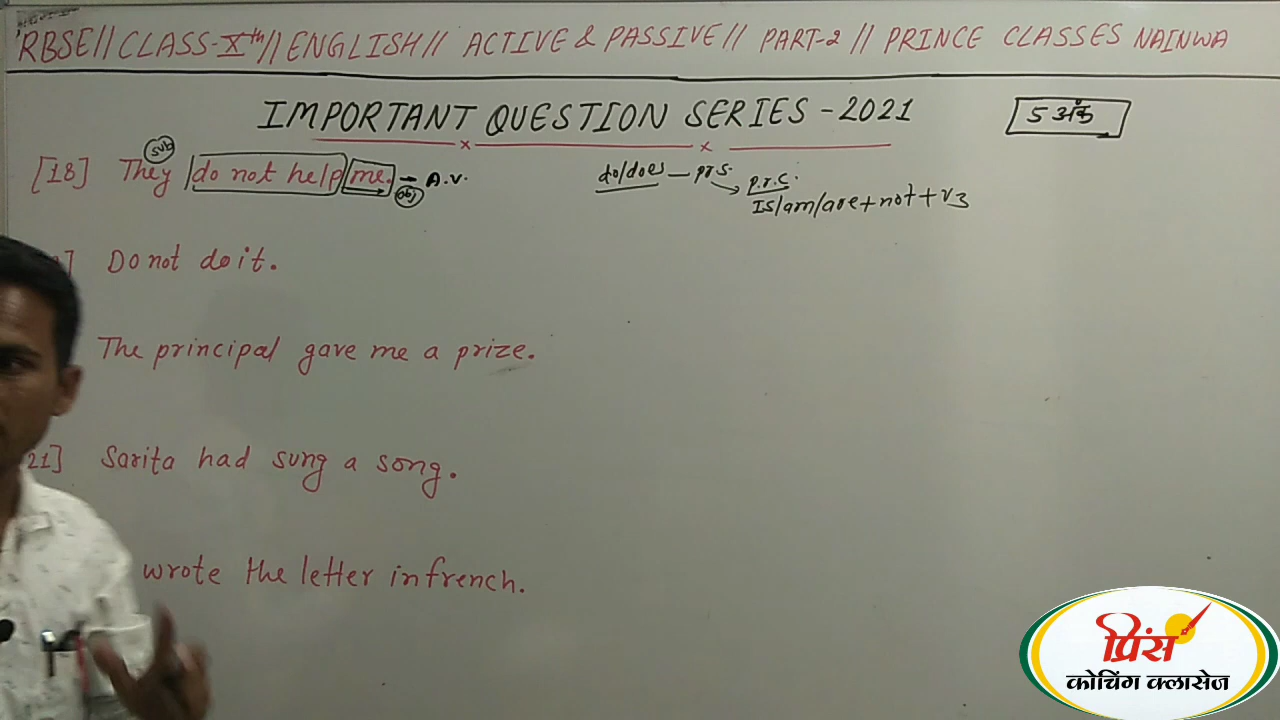 RBSE // CLASS-Xth // ENGLISH // ACTIVE & PASSIVE // PART-2 // PRINCE CLASSES NAINWA
IMPORTANT QUESTION SERIES - 2021
5 अंक
[18] They do not help me. → A.V.
sub
obj
do/does — prs.
p.r.s.
Is/am/are+not+V3
] Do not do it.
The principal gave me a prize.
21] Sarita had sung a song.
wrote the letter in french.
प्रिंस
कोचिंग क्लासेज